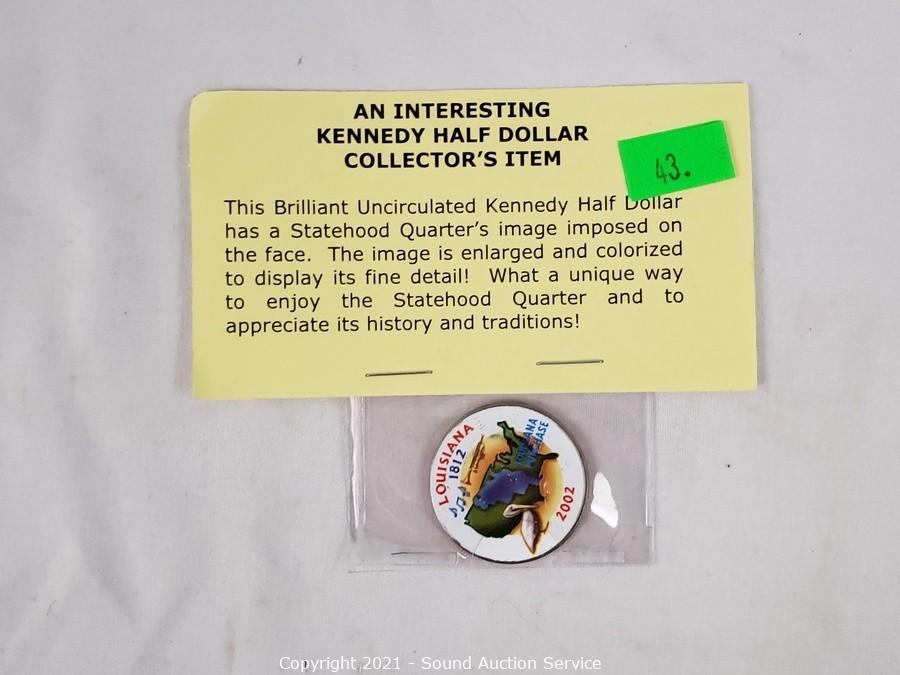 AN INTERESTING
KENNEDY HALF DOLLAR
COLLECTOR'S ITEM
43.
This Brilliant Uncirculated Kennedy Half Dollar
has a Statehood Quarter's image imposed on
the face. The image is enlarged and colorized
to display its fine detail! What a unique way
to enjoy the Statehood Quarter and to
appreciate its history and traditions!
LOUISIANA
1812
LOUISIANA
PURCHASE
2002
Copyright 2021 - Sound Auction Service